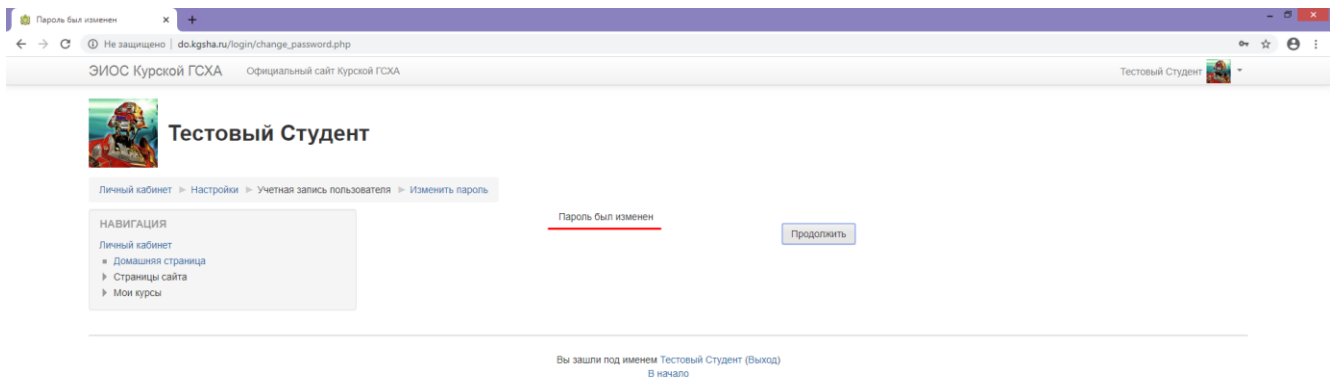 Пароль был изменен
Не защищено | do.kgsha.ru/login/change_password.php
ЭИОС Курской ГСХА Официальный сайт Курской ГСХА Тестовый Студент
Тестовый Студент
Личный кабинет ► Настройки ► Учетная запись пользователя ► Изменить пароль
НАВИГАЦИЯ
Личный кабинет
Домашняя страница
Страницы сайта
Мои курсы
Пароль был изменен
Продолжить
Вы зашли под именем Тестовый Студент (Выход)
В начало